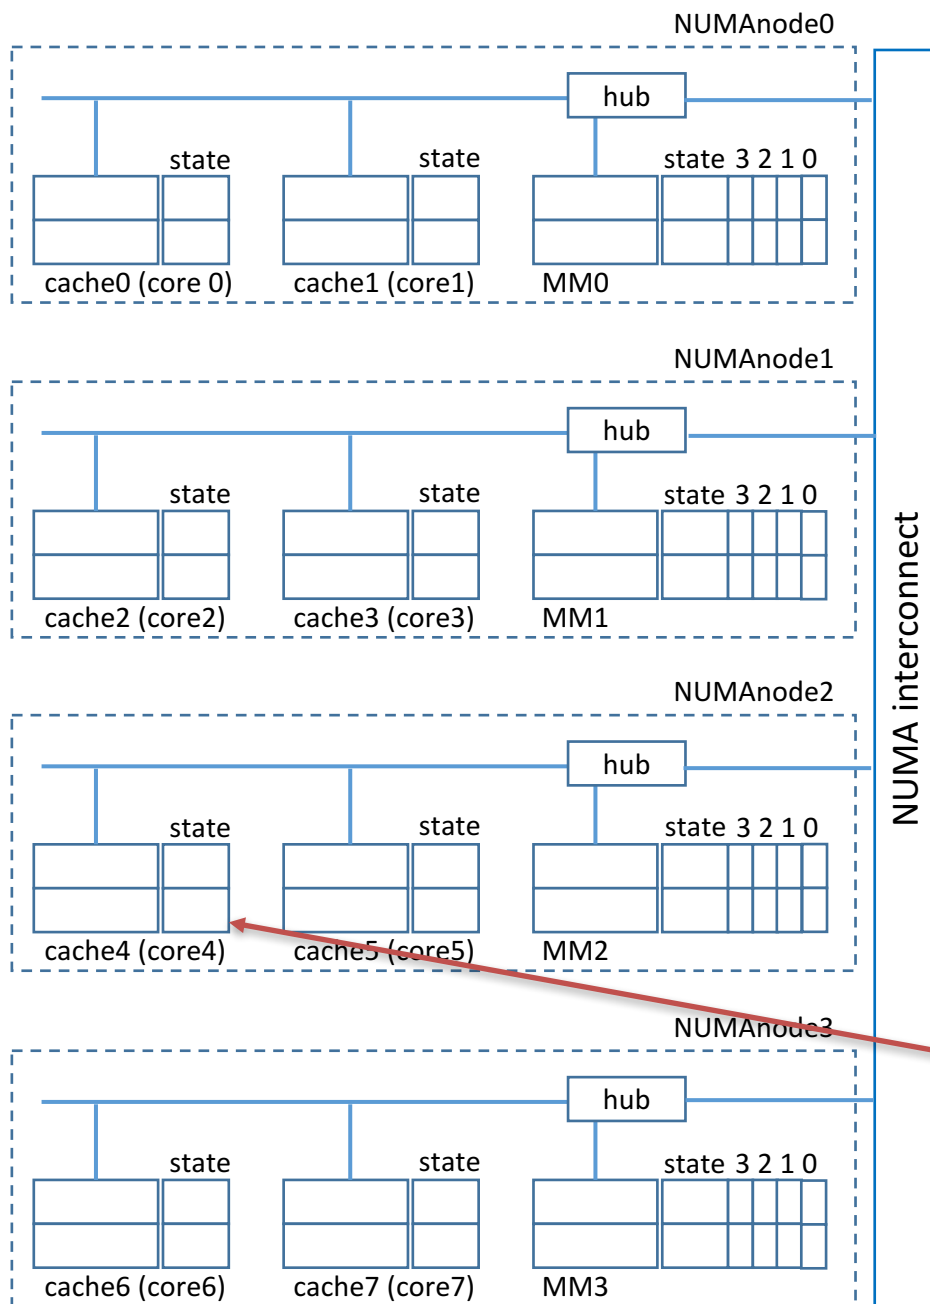 NUMAnode0
hub
state state state 3 2 1 0
cache0 (core 0) cache1 (core1) MM0
NUMAnode1
hub
state state state 3 2 1 0
cache2 (core2) cache3 (core3) MM1
NUMAnode2
hub
state state state 3 2 1 0
cache4 (core4) cache5 (core5) MM2
NUMAnode3
hub
state state state 3 2 1 0
cache6 (core6) cache7 (core7) MM3
NUMA interconnect